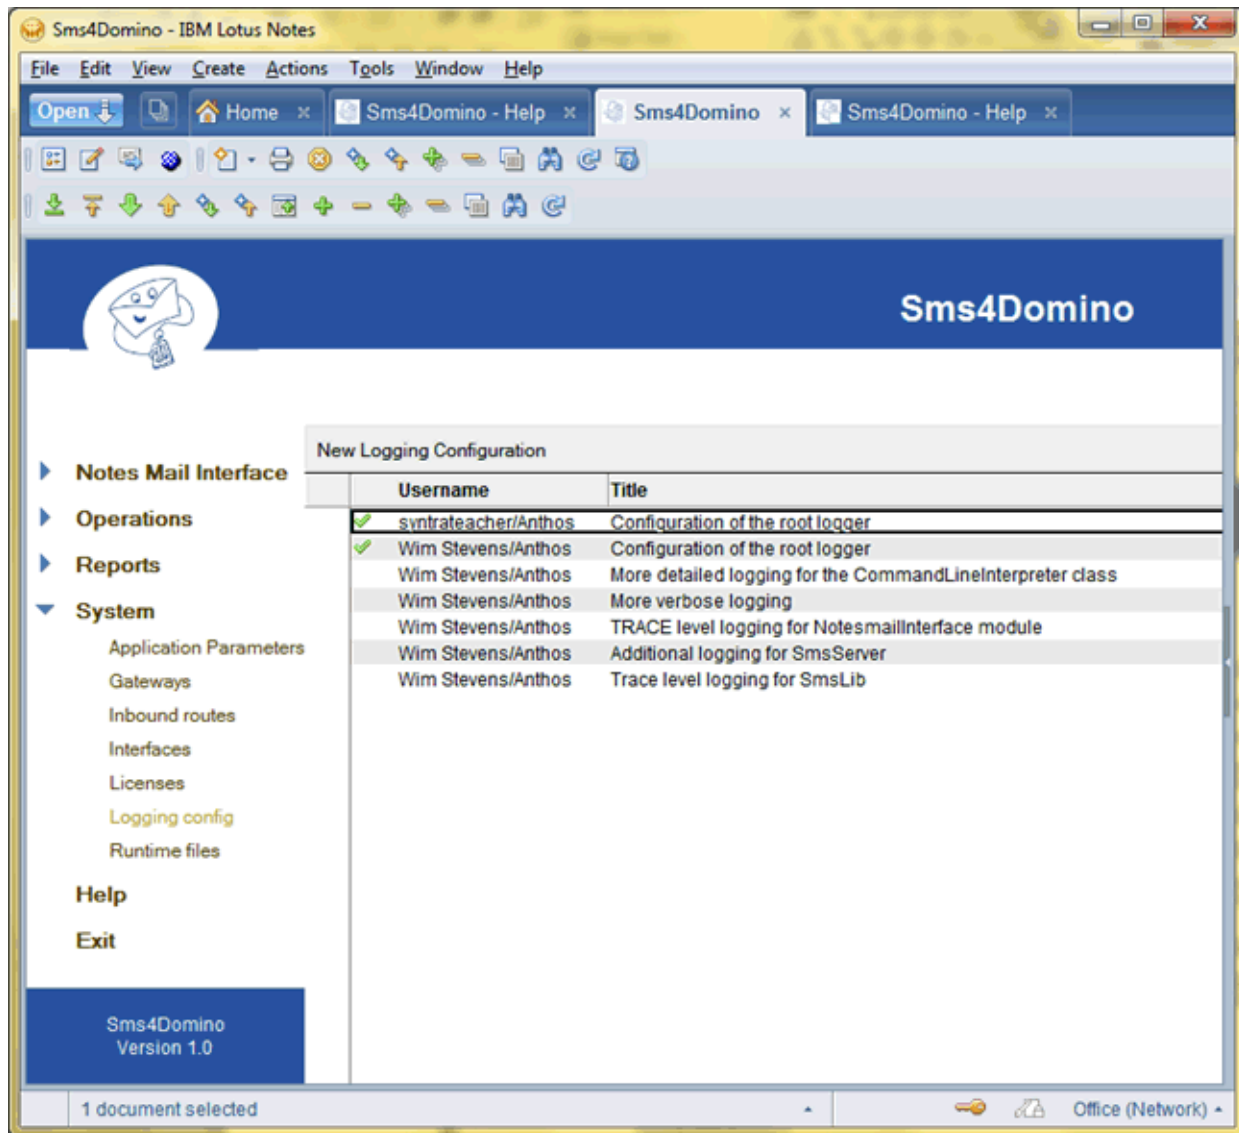 Sms4Domino - IBM Lotus Notes
File Edit View Create Actions Tools Window Help
Open Home Sms4Domino - Help Sms4Domino Sms4Domino - Help
Sms4Domino
New Logging Configuration
Username Title
syntrateacher/Anthos Configuration of the root logger
Wim Stevens/Anthos Configuration of the root logger
Wim Stevens/Anthos More detailed logging for the CommandLineInterpreter class
Wim Stevens/Anthos More verbose logging
Wim Stevens/Anthos TRACE level logging for NotesmailInterface module
Wim Stevens/Anthos Additional logging for SmsServer
Wim Stevens/Anthos Trace level logging for SmsLib
Notes Mail Interface
Operations
Reports
System
Application Parameters
Gateways
Inbound routes
Interfaces
Licenses
Logging config
Runtime files
Help
Exit
Sms4Domino
Version 1.0
1 document selected
Office (Network)